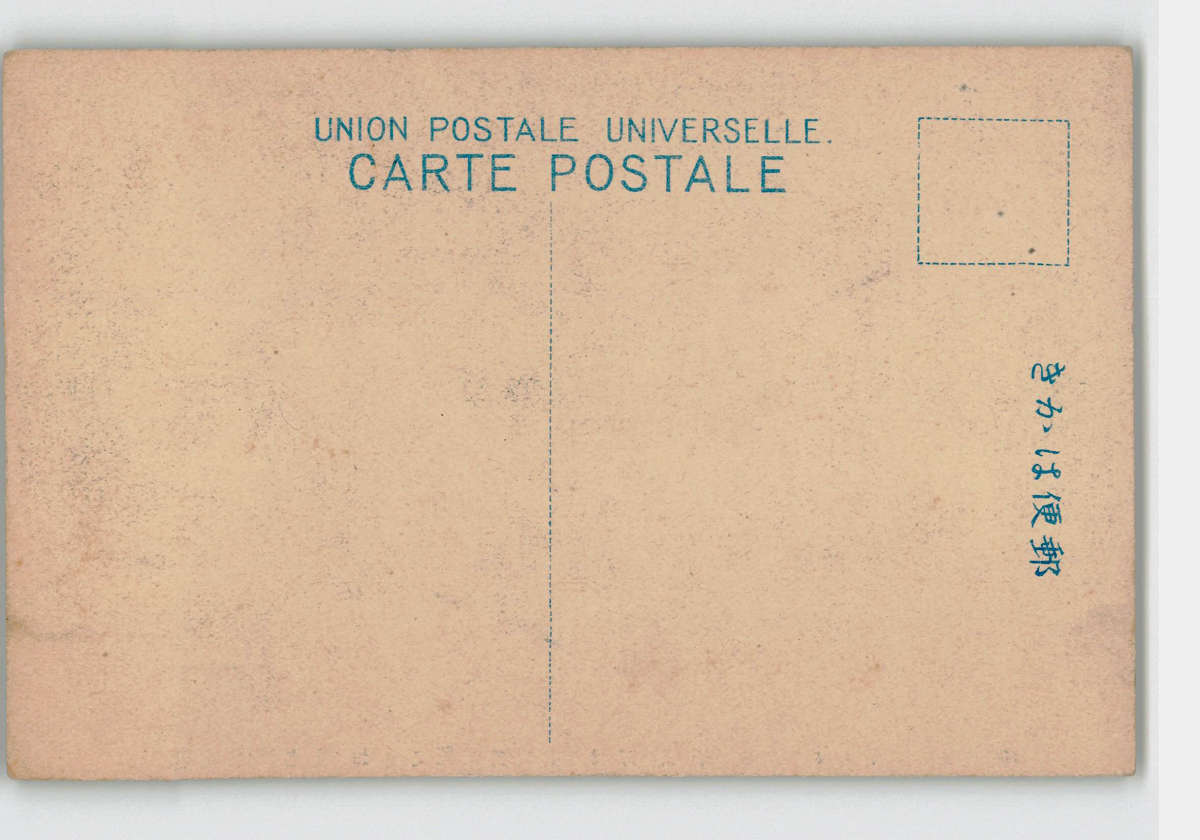 UNION POSTALE UNIVERSELLE.
CARTE POSTALE
郵便はかき